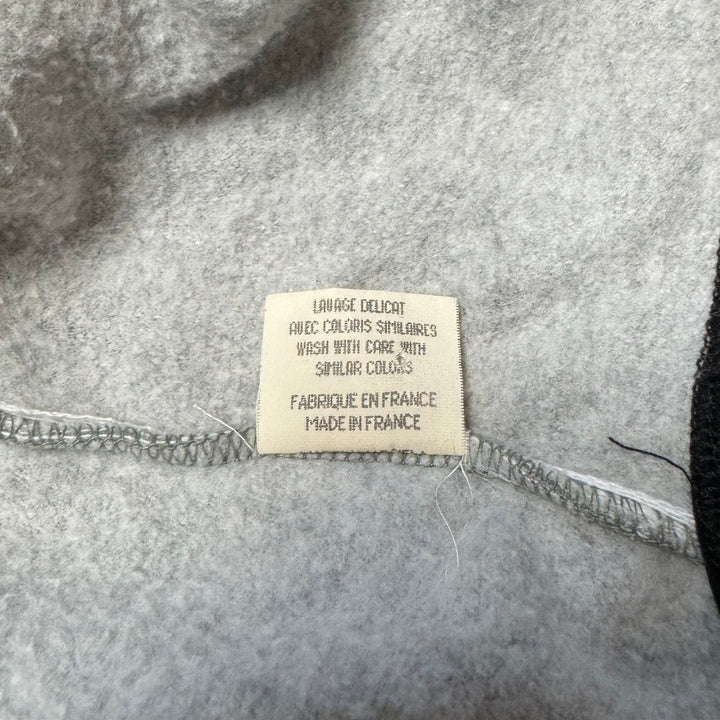 LAVAGE DELICAT
AVEC COLORIS SIMILAIRES
WASH WITH CARE WITH
SIMILAR COLORS
FABRIQUE EN FRANCE
MADE IN FRANCE